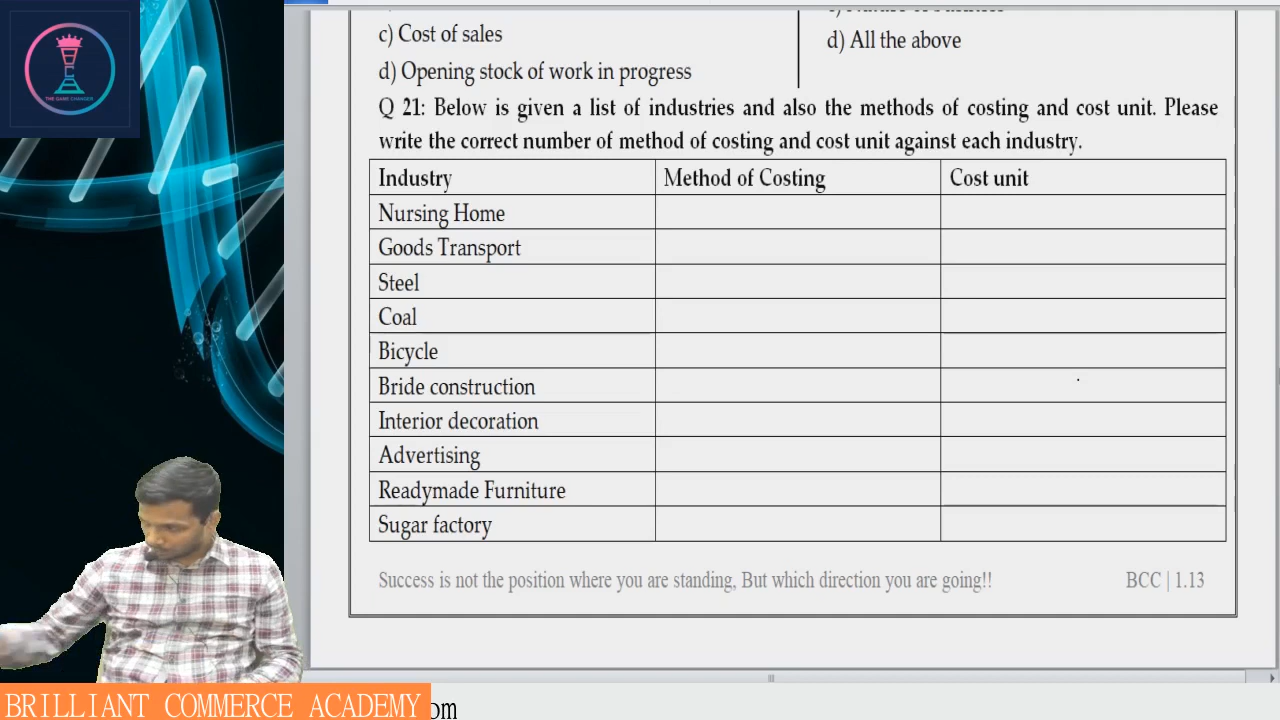 THE GAME CHANGER
c) Cost of sales
d) Opening stock of work in progress
d) All the above
Q 21: Below is given a list of industries and also the methods of costing and cost unit. Please
write the correct number of method of costing and cost unit against each industry.
Industry Method of Costing Cost unit
Nursing Home
Goods Transport
Steel
Coal
Bicycle
Bride construction
Interior decoration
Advertising
Readymade Furniture
Sugar factory
Success is not the position where you are standing, But which direction you are going!! BCC | 1.13
BRILLIANT COMMERCE ACADEMY om